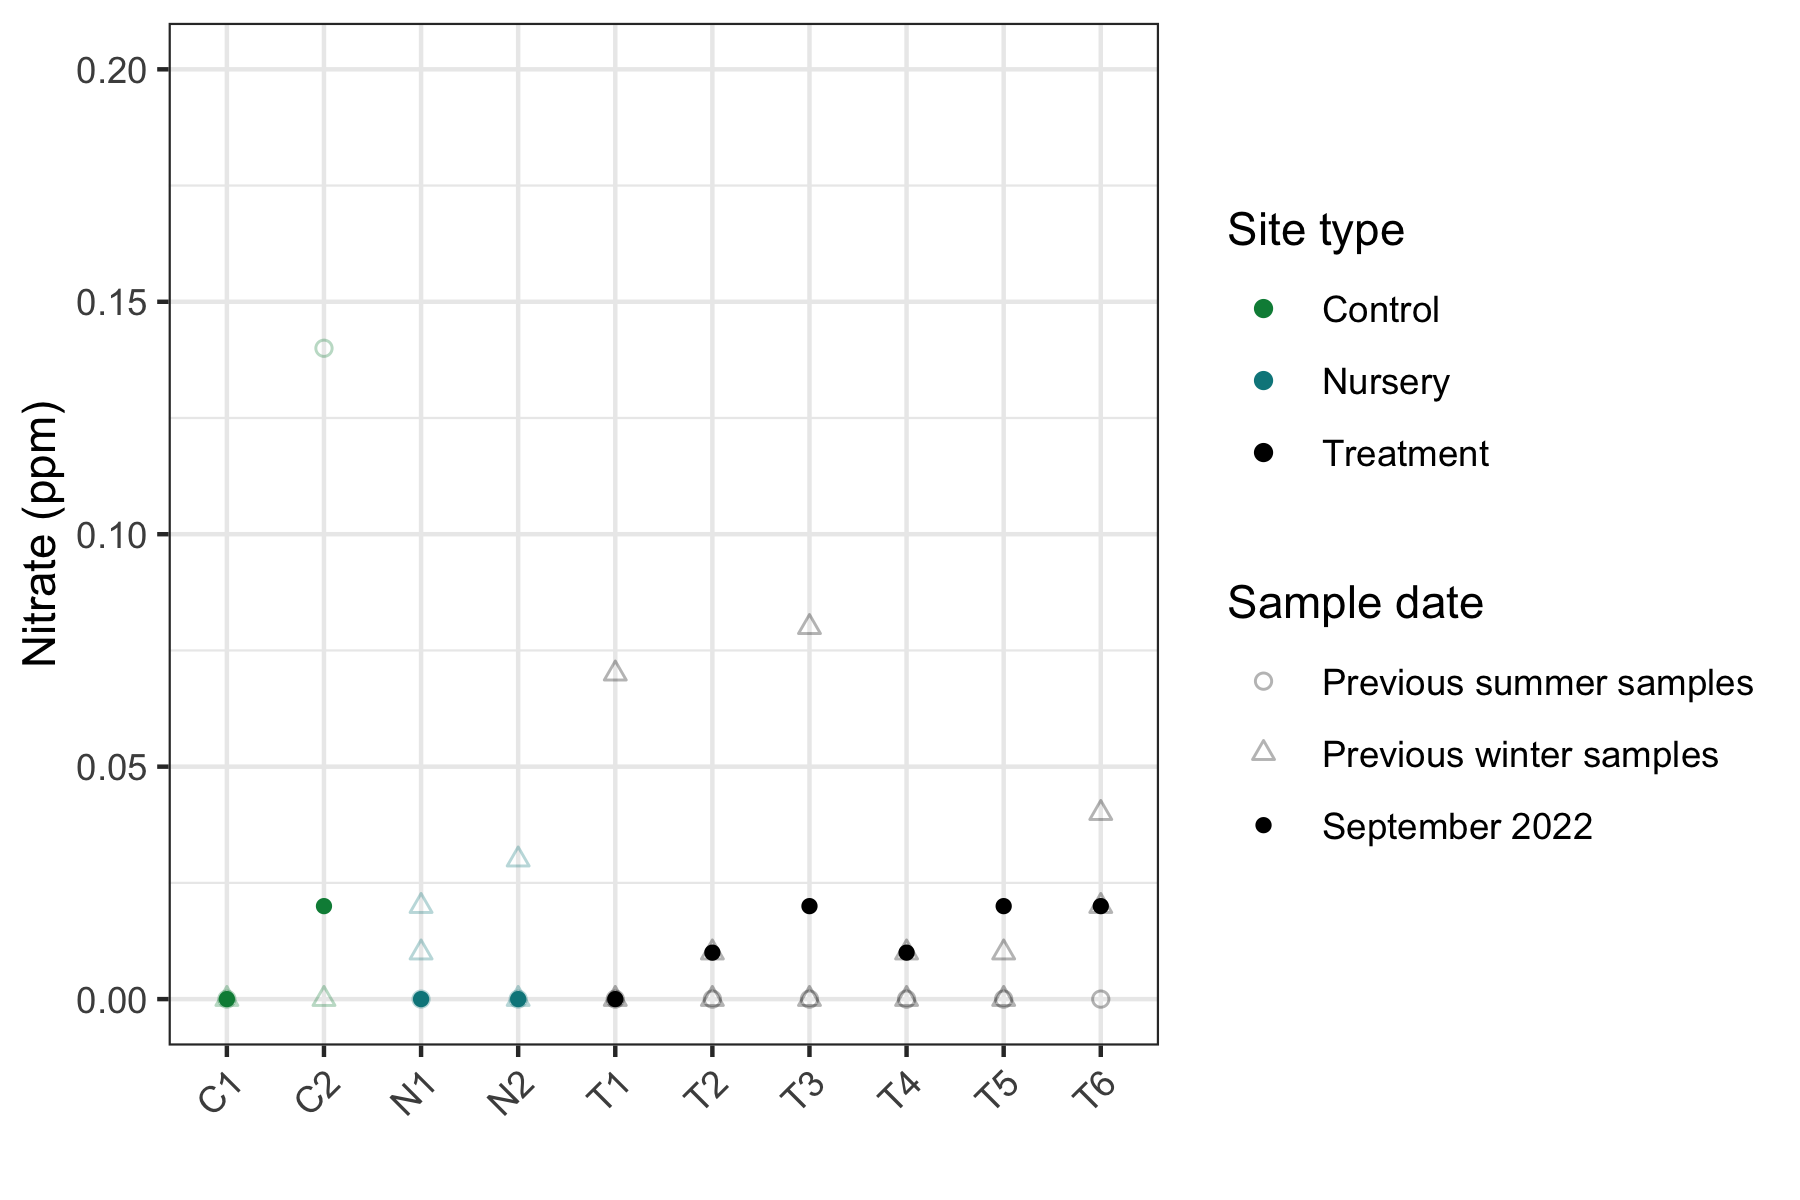 Nitrate (ppm)
0.20
0.15
0.10
0.05
0.00
C1
C2
N1
N2
T1
T2
T3
T4
T5
T6
Site type
Control
Nursery
Treatment
Sample date
Previous summer samples
Previous winter samples
September 2022